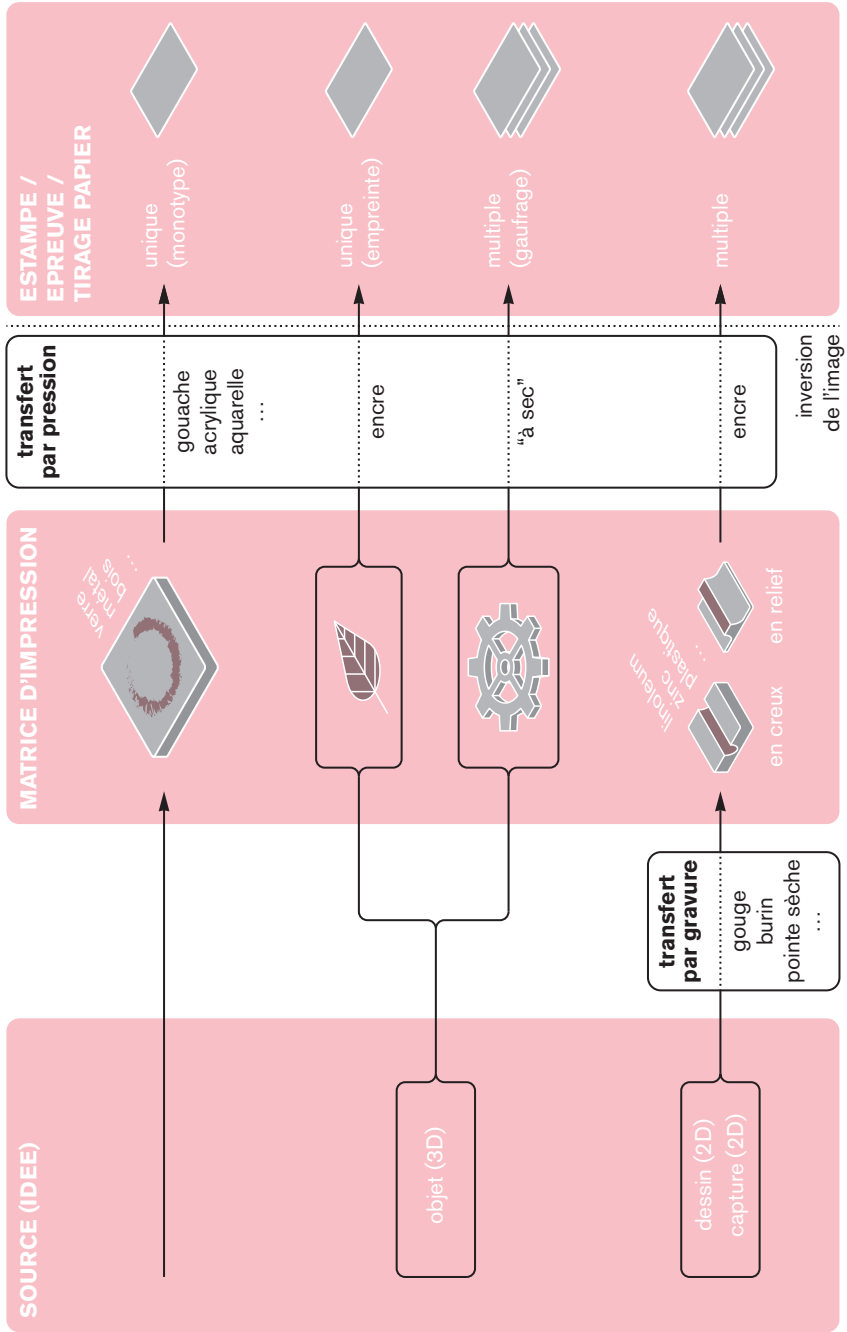 SOURCE (IDEE)
objet (3D)
dessin (2D)
capture (2D)
transfert
par gravure
gouge
burin
pointe sèche
...
MATRICE D'IMPRESSION
verre
métal
bois
...
linoleum
zinc
plastique
...
en creux
en relief
transfert
par pression
gouache
acrylique
aquarelle
...
encre
“à sec”
encre
inversion
de l'image
ESTAMPE /
EPREUVE /
TIRAGE PAPIER
unique
(monotype)
unique
(empreinte)
multiple
(gaufrage)
multiple